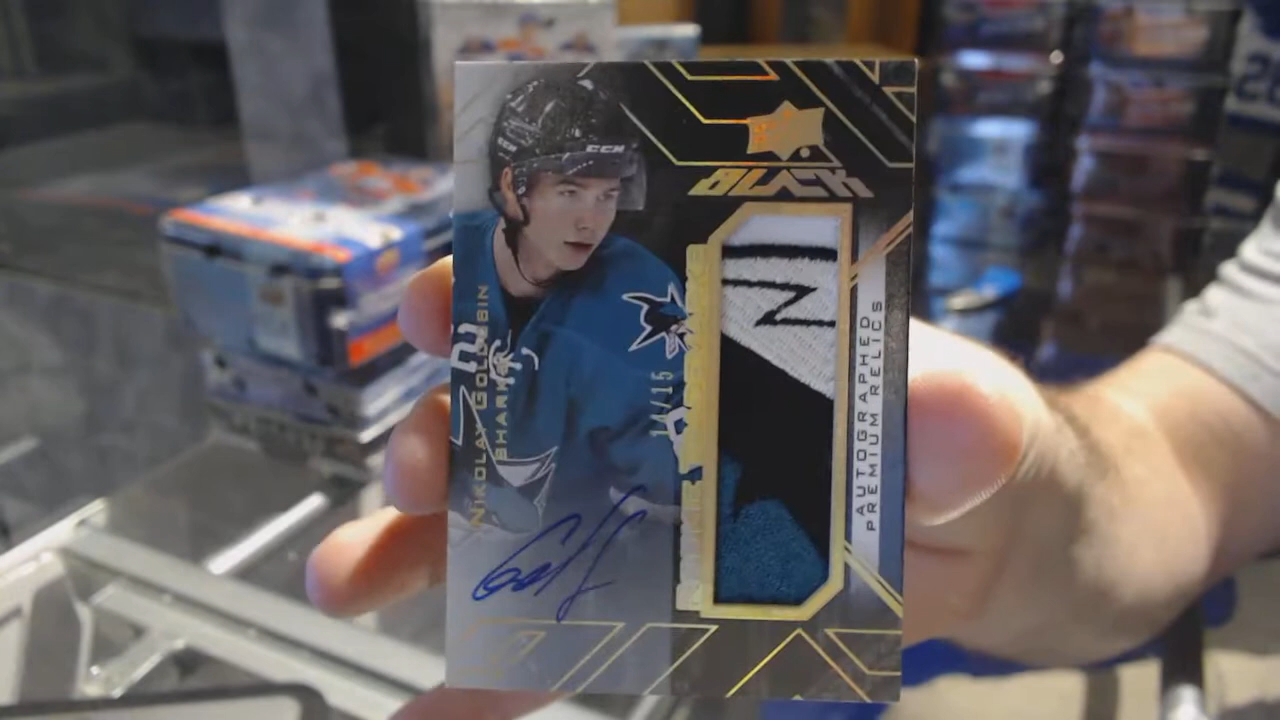 CCM
BLACK
NIKOLAY GOLDOBIN
SHARKS
14/15
AUTOGRAPHED
PREMIUM RELICS